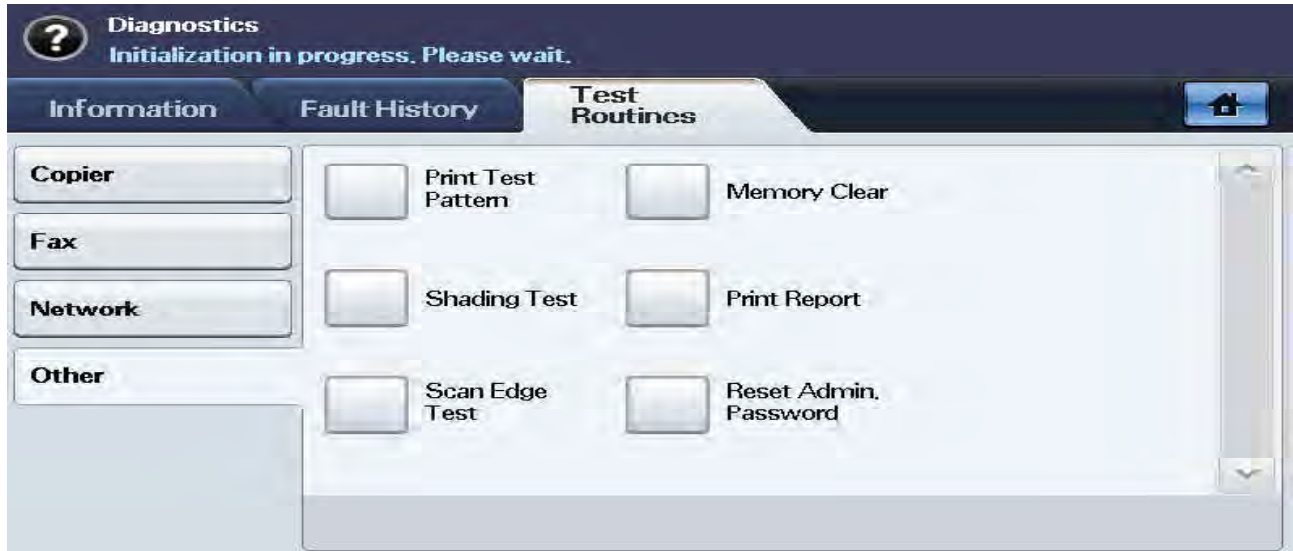 ?
Diagnostics
Initialization in progress. Please wait.
Information
Fault History
Test
Routines
Copier
Fax
Network
Other
Print Test
Pattern
Memory Clear
Shading Test
Print Report
Scan Edge
Test
Reset Admin.
Password